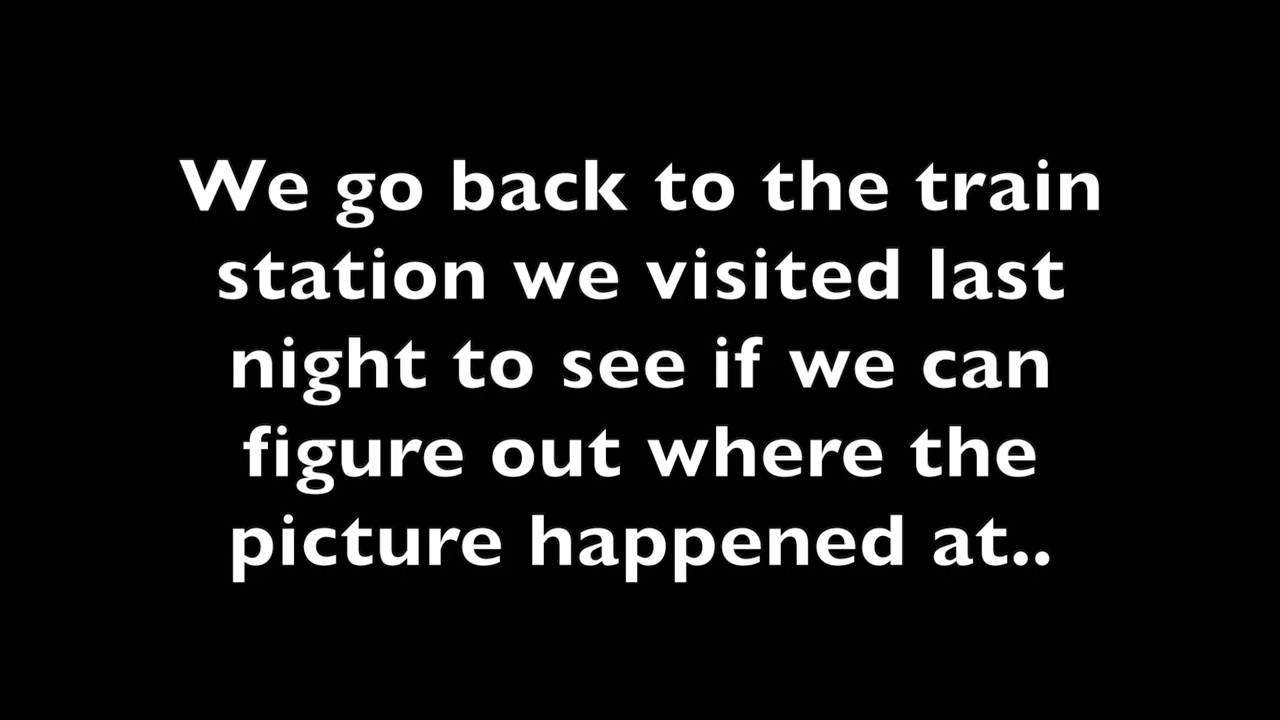 We go back to the train
station we visited last
night to see if we can
figure out where the
picture happened at..